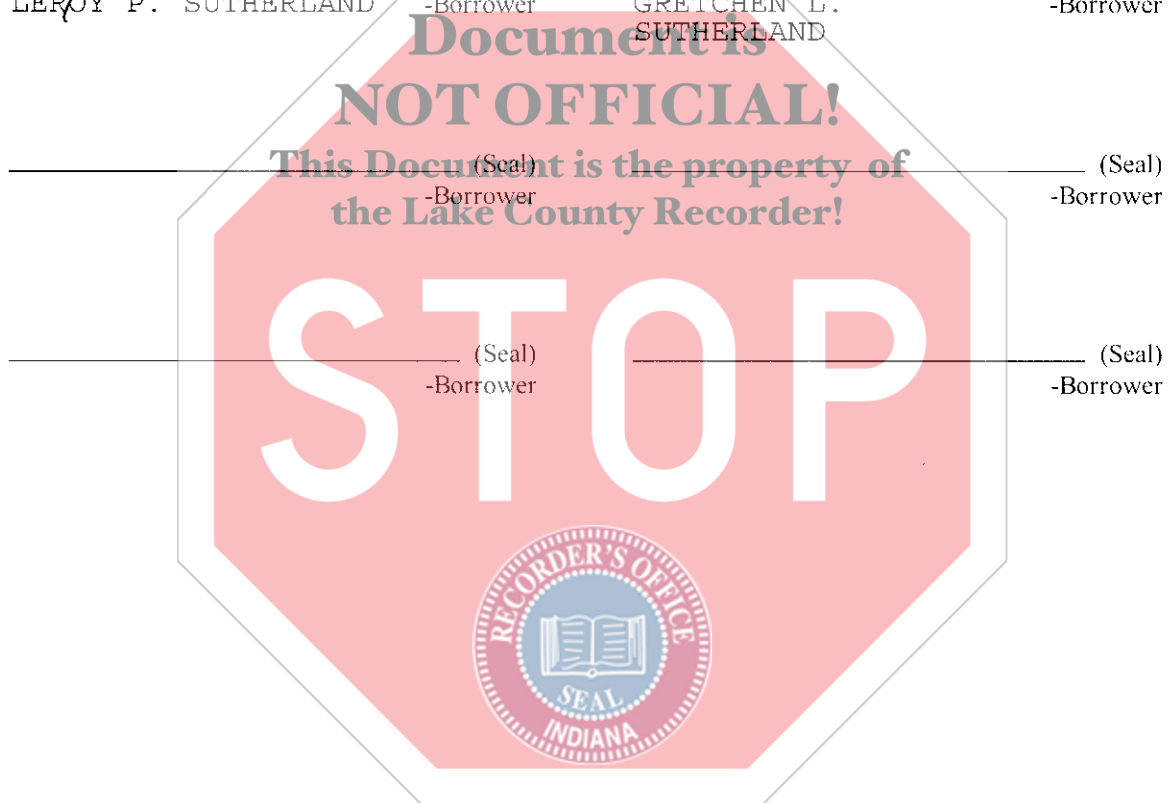 LEROY P. SUTHERLAND -Borrower GRETCHEN L. -Borrower
SUTHERLAND
Document is
NOT OFFICIAL!
This Document is the property of
the Lake County Recorder!
(Seal) (Seal)
-Borrower -Borrower
STOP
(Seal) (Seal)
-Borrower -Borrower
RECORDER'S OFFICE
SEAL
INDIANA